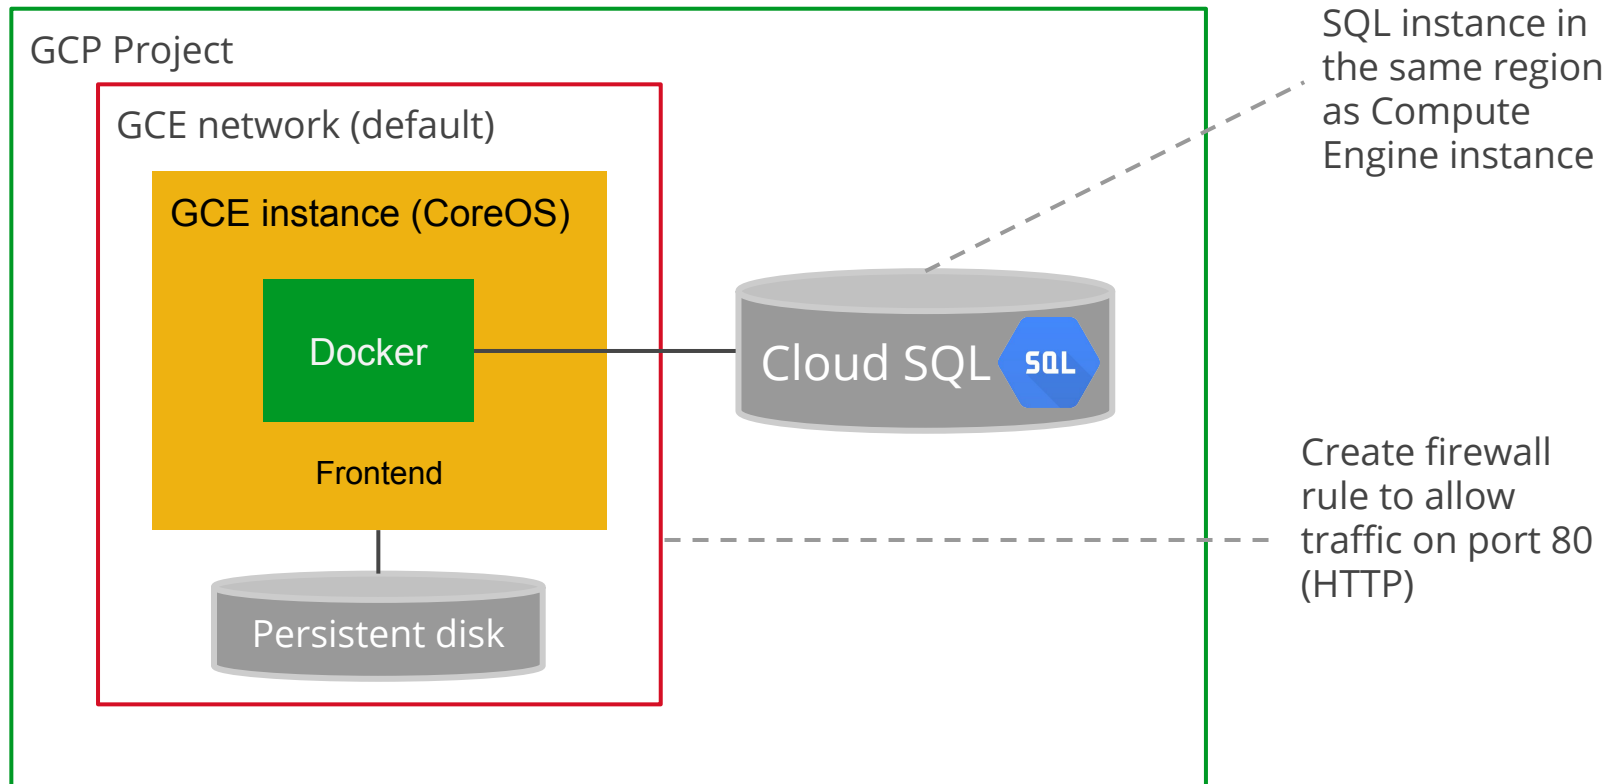 GCP Project
GCE network (default)
GCE instance (CoreOS)
Docker
Frontend
Persistent disk
Cloud SQL
SQL
SQL instance in
the same region
as Compute
Engine instance
Create firewall
rule to allow
traffic on port 80
(HTTP)